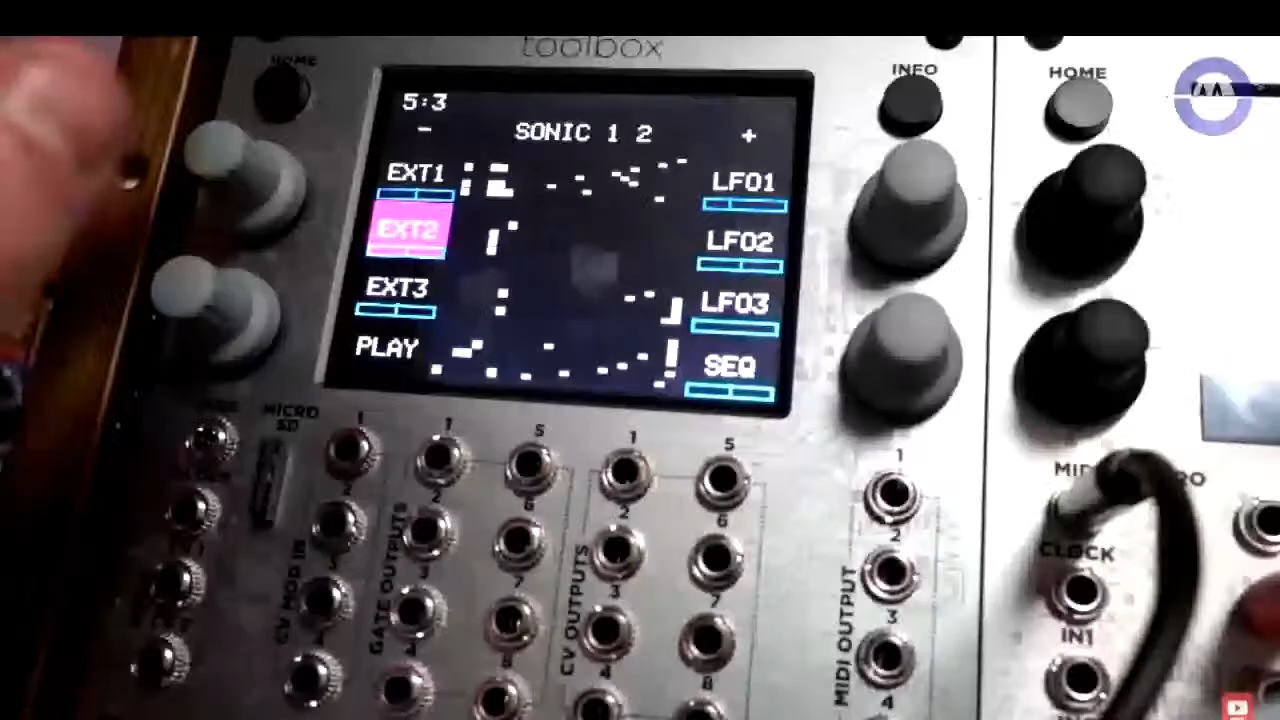 toolbox
HOME
INFO
HOME
5:3
- SONIC 1 2 +
EXT1
LFO1
EXT2
LFO2
EXT3
LFO3
PLAY
SEQ
MICRO
SD
1
1
5
1
5
1
2
2
6
2
6
2
3
7
3
7
3
4
8
4
8
4
CV MOD IN
GATE OUTPUTS
CV OUTPUTS
MIDI OUTPUT
CLOCK
IN1